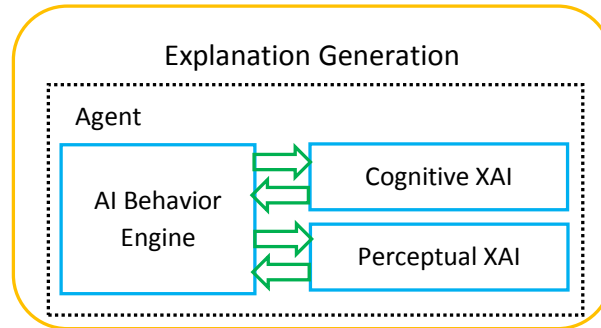 Explanation Generation
Agent
AI Behavior
Engine
Cognitive XAI
Perceptual XAI